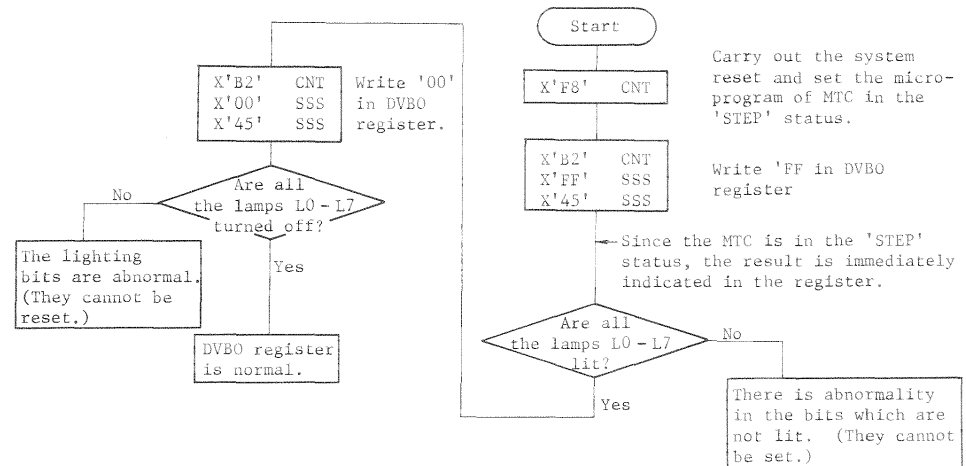 Start
X'F8' CNT
Carry out the system
reset and set the micro-
program of MTC in the
'STEP' status.
X'B2' CNT
X'FF' SSS
X'45' SSS
Write 'FF in DVBO
register
Since the MTC is in the 'STEP'
status, the result is immediately
indicated in the register.
Are all
the lamps L0 - L7
lit?
No
There is abnormality
in the bits which are
not lit. (They cannot
be set.)
Yes
X'B2' CNT
X'00' SSS
X'45' SSS
Write '00'
in DVBO
register.
Are all
the lamps L0 - L7
turned off?
No
The lighting
bits are abnormal.
(They cannot be
reset.)
Yes
DVBO register
is normal.